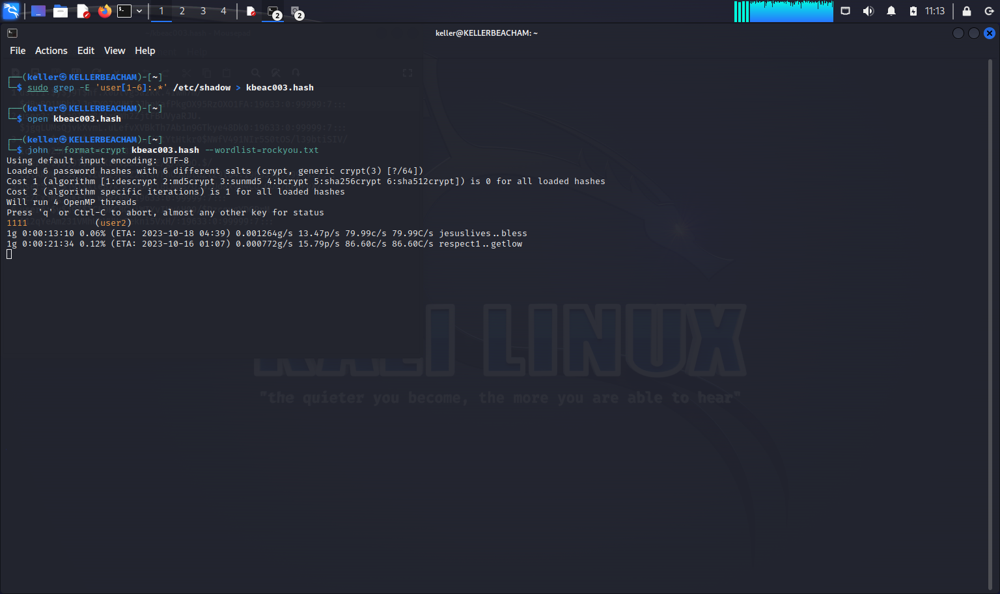 1
2
3
4
2
2
11:13
keller@KELLERBEACHAM: ~
File Actions Edit View Help
┌──(keller㉿KELLERBEACHAM)-[~]
└─$ sudo grep -E 'user[1-6]:.*' /etc/shadow > kbeac003.hash
┌──(keller㉿KELLERBEACHAM)-[~]
└─$ open kbeac003.hash
┌──(keller㉿KELLERBEACHAM)-[~]
└─$ john --format=crypt kbeac003.hash --wordlist=rockyou.txt
Using default input encoding: UTF-8
Loaded 6 password hashes with 6 different salts (crypt, generic crypt(3) [?/64])
Cost 1 (algorithm [1:descrypt 2:md5crypt 3:sunmd5 4:bcrypt 5:sha256crypt 6:sha512crypt]) is 0 for all loaded hashes
Cost 2 (algorithm specific iterations) is 1 for all loaded hashes
Will run 4 OpenMP threads
Press 'q' or Ctrl-C to abort, almost any other key for status
1111 (user2)
1g 0:00:13:10 0.06% (ETA: 2023-10-18 04:39) 0.001264g/s 13.47p/s 79.99c/s 79.99C/s jesuslives..bless
1g 0:00:21:34 0.12% (ETA: 2023-10-16 01:07) 0.000772g/s 15.79p/s 86.60c/s 86.60C/s respect1..getlow
KALI LINUX
"the quieter you become, the more you are able to hear"